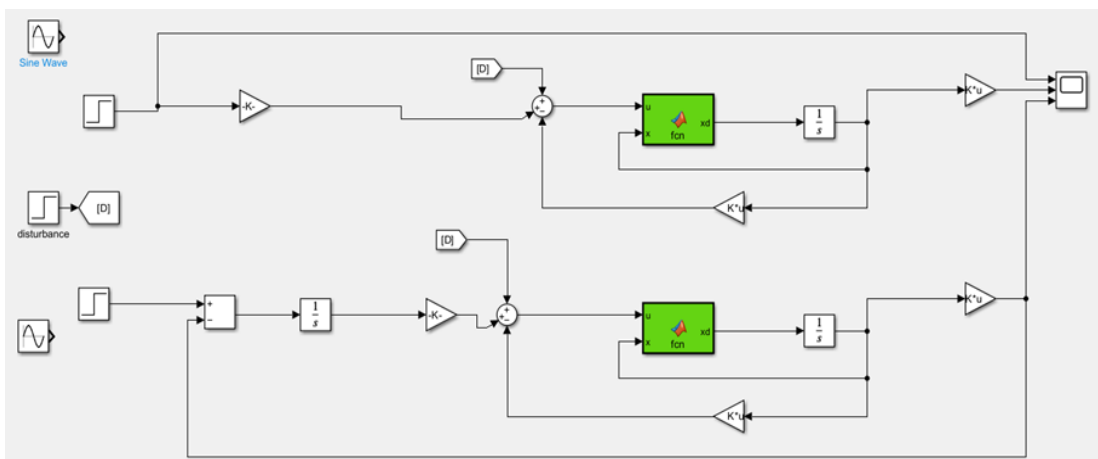 Sine Wave
[D]
-K-
+
+
−
u
x
fcn
xd
1
s
K*u
K*u
disturbance
[D]
[D]
+
−
1
s
-K-
+
+
−
u
x
fcn
xd
1
s
K*u
K*u